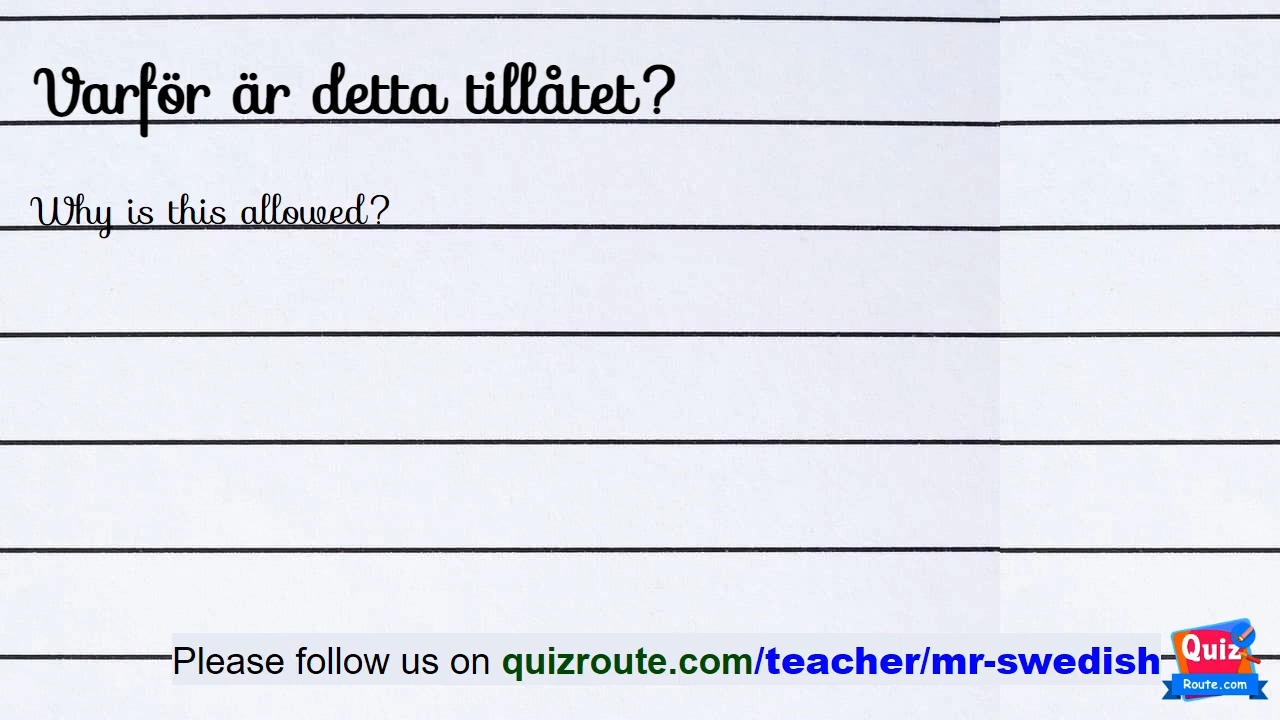 Varför är detta tillåtet?
Why is this allowed?
Please follow us on quizroute.com/teacher/mr-swedish
Quiz
Route.com